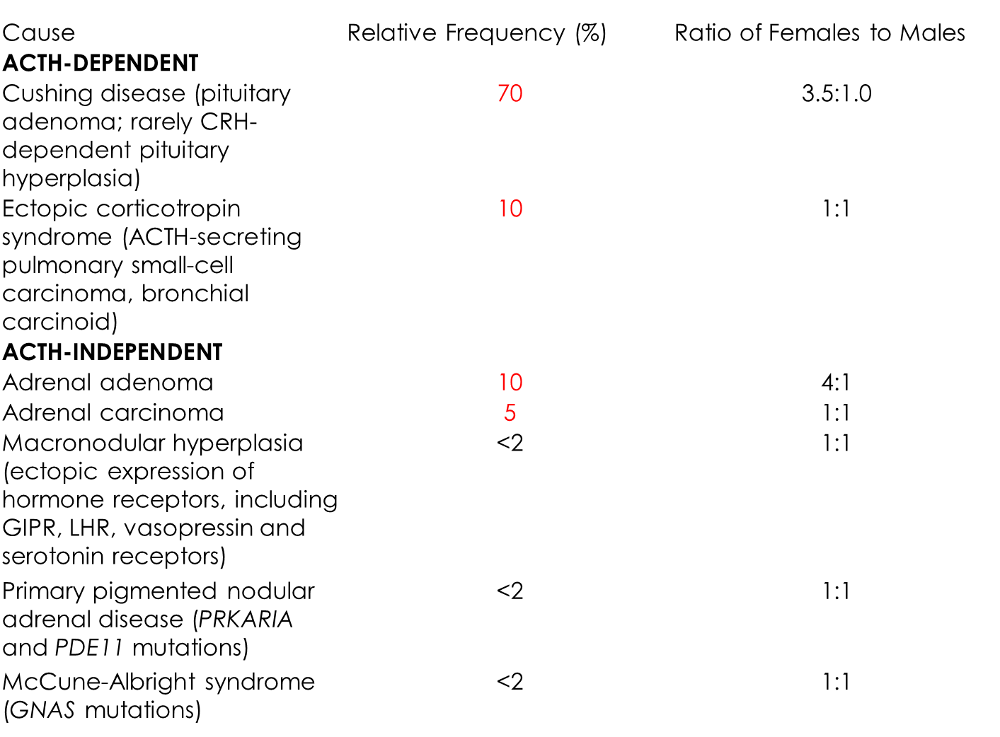 Cause Relative Frequency (%) Ratio of Females to Males
ACTH-DEPENDENT
Cushing disease (pituitary 70 3.5:1.0
adenoma; rarely CRH-
dependent pituitary
hyperplasia)
Ectopic corticotropin 10 1:1
syndrome (ACTH-secreting
pulmonary small-cell
carcinoma, bronchial
carcinoid)
ACTH-INDEPENDENT
Adrenal adenoma 10 4:1
Adrenal carcinoma 5 1:1
Macronodular hyperplasia <2 1:1
(ectopic expression of
hormone receptors, including
GIPR, LHR, vasopressin and
serotonin receptors)
Primary pigmented nodular <2 1:1
adrenal disease (PRKARIA
and PDE11 mutations)
McCune-Albright syndrome <2 1:1
(GNAS mutations)